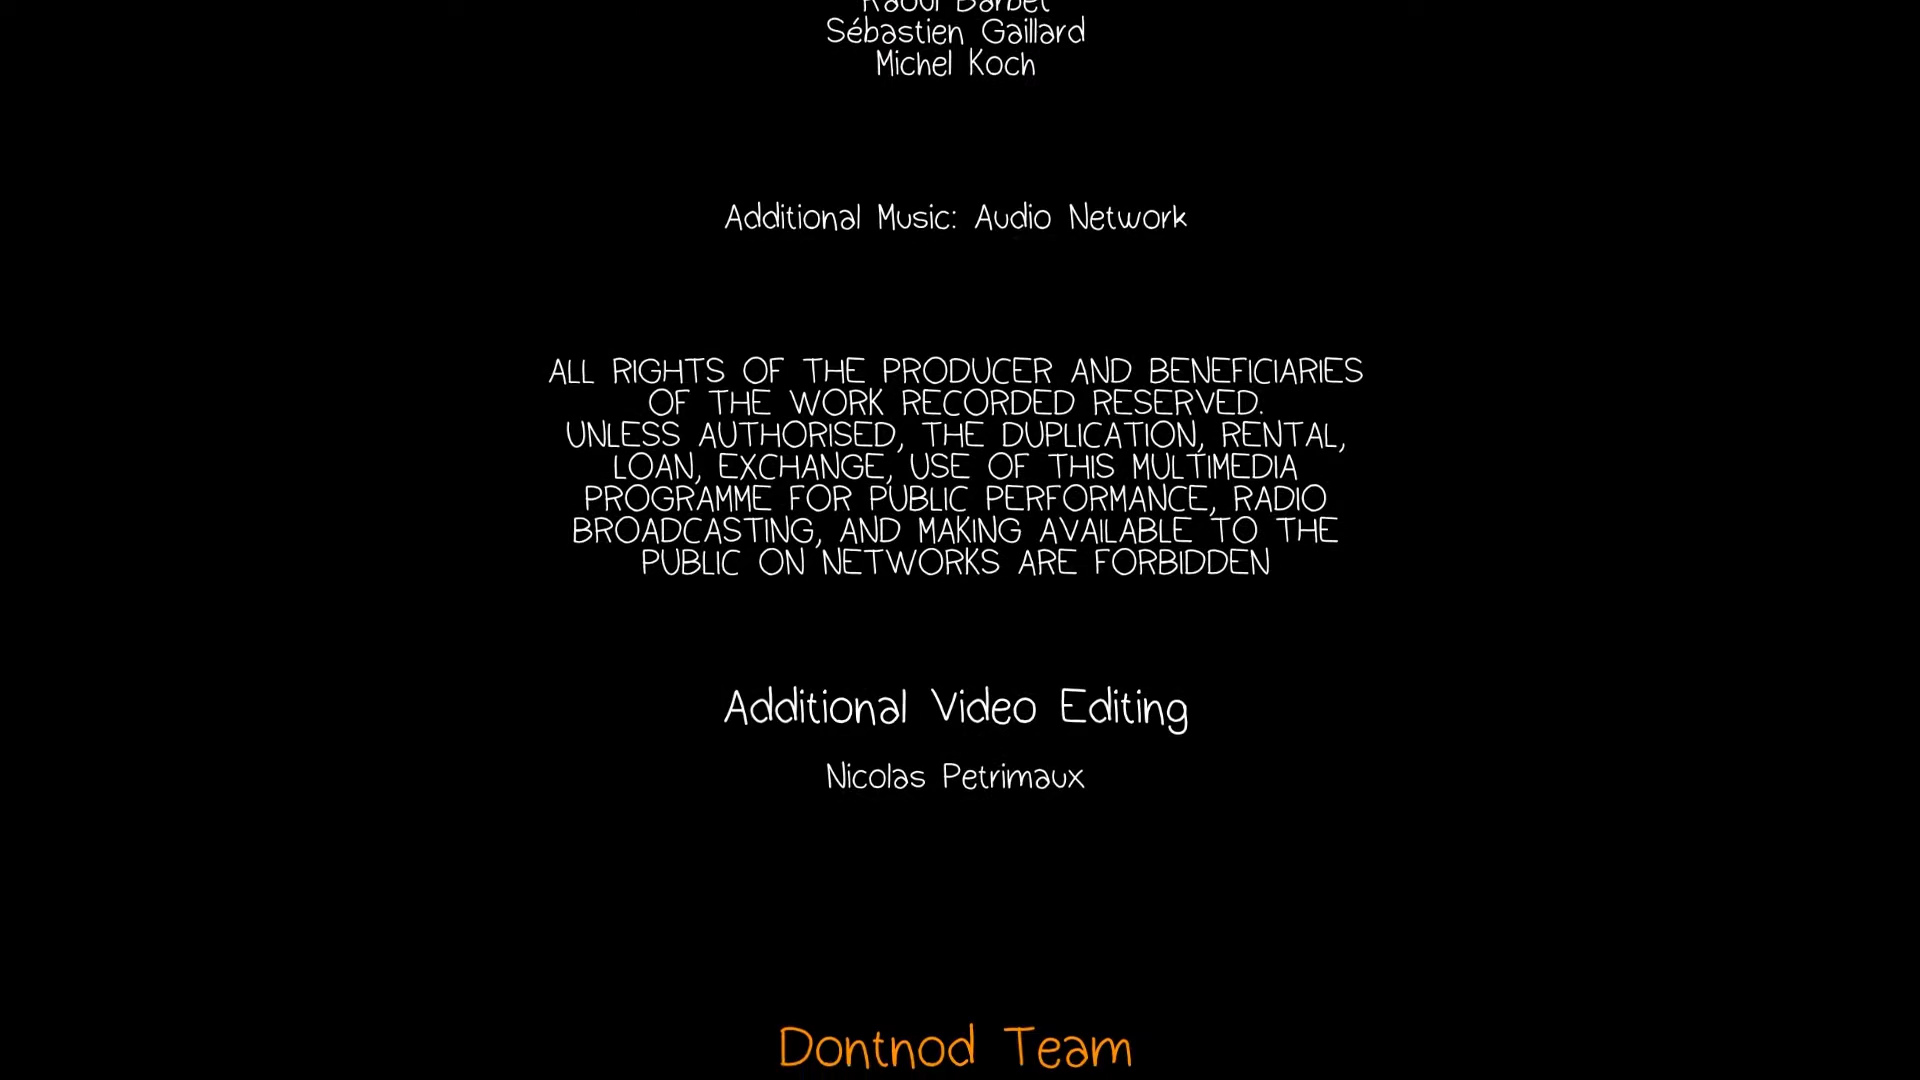 Raoul Barbet
Sébastien Gaillard
Michel Koch
Additional Music: Audio Network
ALL RIGHTS OF THE PRODUCER AND BENEFICIARIES
OF THE WORK RECORDED RESERVED.
UNLESS AUTHORISED, THE DUPLICATION, RENTAL,
LOAN, EXCHANGE, USE OF THIS MULTIMEDIA
PROGRAMME FOR PUBLIC PERFORMANCE, RADIO
BROADCASTING, AND MAKING AVAILABLE TO THE
PUBLIC ON NETWORKS ARE FORBIDDEN
Additional Video Editing
Nicolas Petrimaux
Dontnod Team